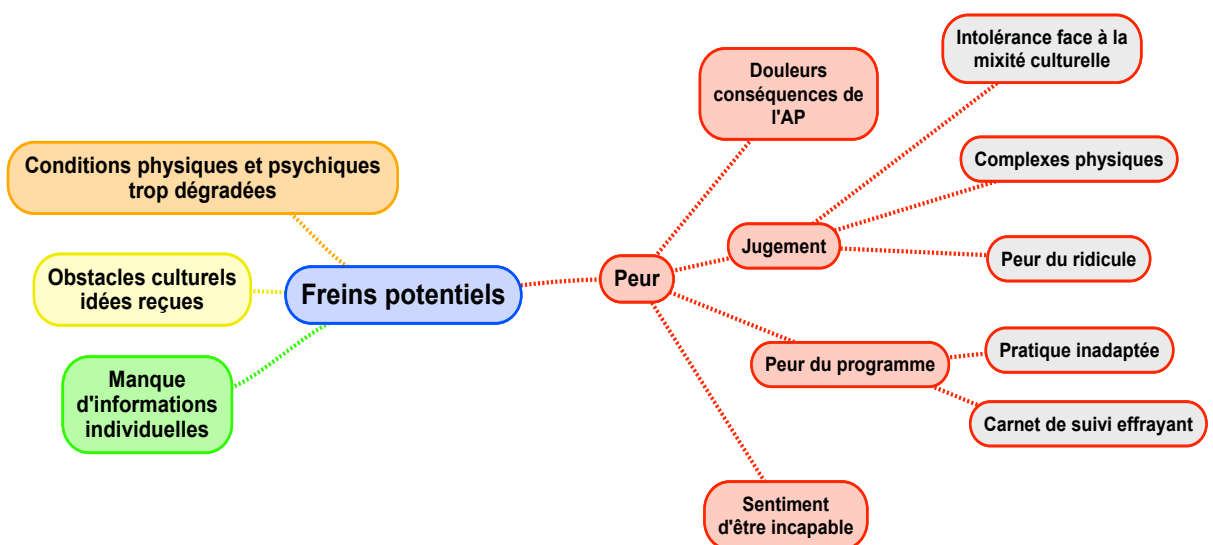 Freins potentiels
Conditions physiques et psychiques
trop dégradées
Obstacles culturels
idées reçues
Manque
d'informations
individuelles
Peur
Douleurs
conséquences de
l'AP
Jugement
Intolérance face à la
mixité culturelle
Complexes physiques
Peur du ridicule
Peur du programme
Pratique inadaptée
Carnet de suivi effrayant
Sentiment
d'être incapable